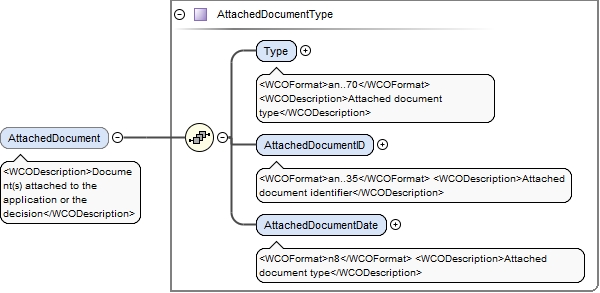 AttachedDocumentType
Type
<WCOFormat>an..70</WCOFormat>
<WCODescription>Attached document
type</WCODescription>
AttachedDocument
<WCODescription>Docume
nt(s) attached to the
application or the
decision</WCODescription>
AttachedDocumentID
<WCOFormat>an..35</WCOFormat> <WCODescription>Attached
document identifier</WCODescription>
AttachedDocumentDate
<WCOFormat>n8</WCOFormat> <WCODescription>Attached
document type</WCODescription>